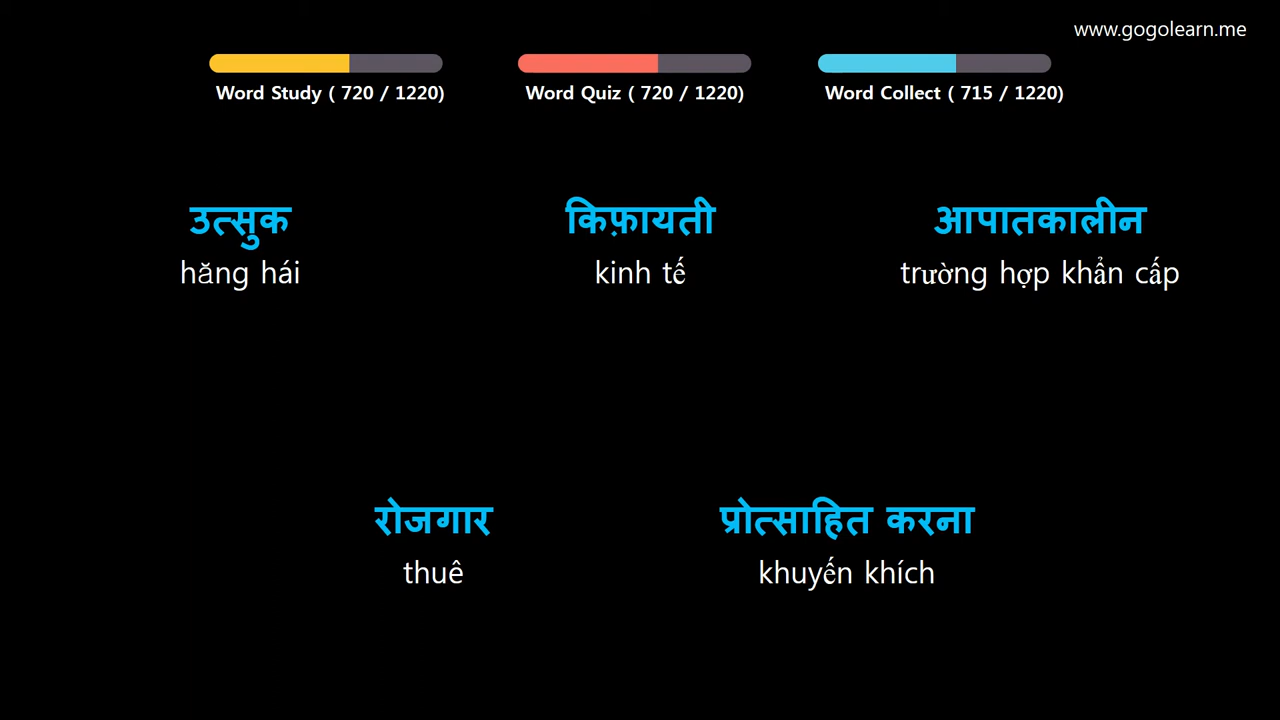 www.gogolearn.me
Word Study ( 720 / 1220)
Word Quiz ( 720 / 1220)
Word Collect ( 715 / 1220)
उत्सुक
hăng hái
किफ़ायती
kinh tế
आपातकालीन
trường hợp khẩn cấp
रोजगार
thuê
प्रोत्साहित करना
khuyến khích